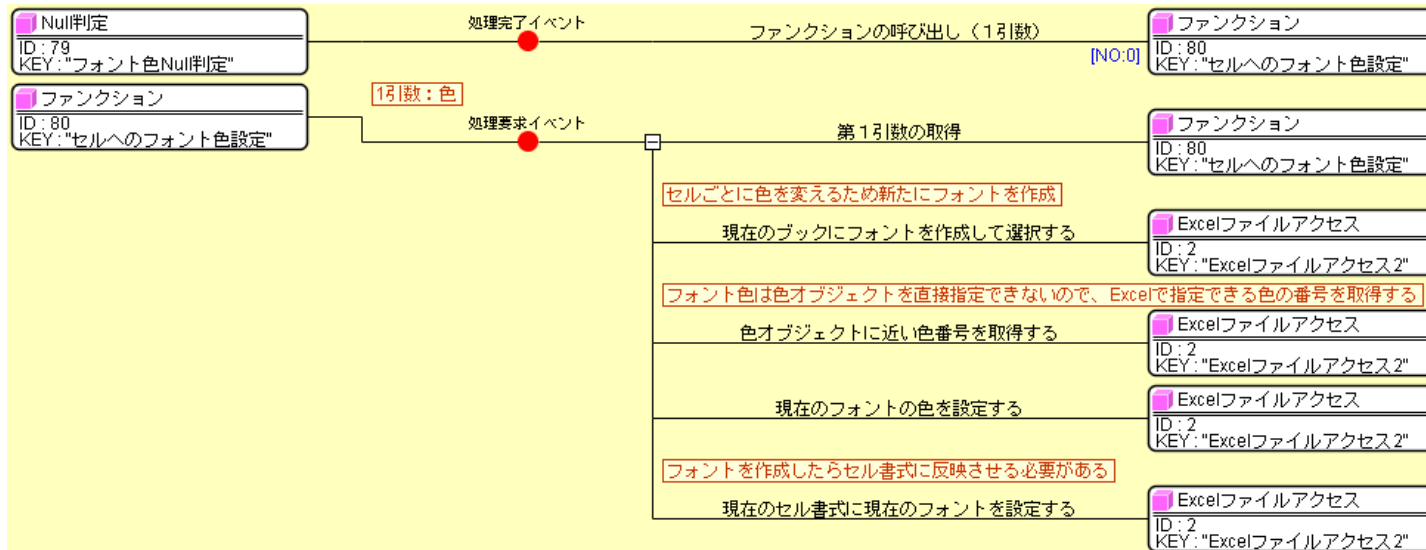 Null判定
ID : 79
KEY : "フォント色Null判定"
処理完了イベント
ファンクションの呼び出し（１引数）
[NO:0]
ファンクション
ID : 80
KEY : "セルへのフォント色設定"
ファンクション
ID : 80
KEY : "セルへのフォント色設定"
1引数：色
処理要求イベント
第１引数の取得
ファンクション
ID : 80
KEY : "セルへのフォント色設定"
セルごとに色を変えるため新たにフォントを作成
現在のブックにフォントを作成して選択する
Excelファイルアクセス
ID : 2
KEY : "Excelファイルアクセス2"
フォント色は色オブジェクトを直接指定できないので、Excelで指定できる色の番号を取得する
色オブジェクトに近い色番号を取得する
Excelファイルアクセス
ID : 2
KEY : "Excelファイルアクセス2"
現在のフォントの色を設定する
Excelファイルアクセス
ID : 2
KEY : "Excelファイルアクセス2"
フォントを作成したらセル書式に反映させる必要がある
現在のセル書式に現在のフォントを設定する
Excelファイルアクセス
ID : 2
KEY : "Excelファイルアクセス2"